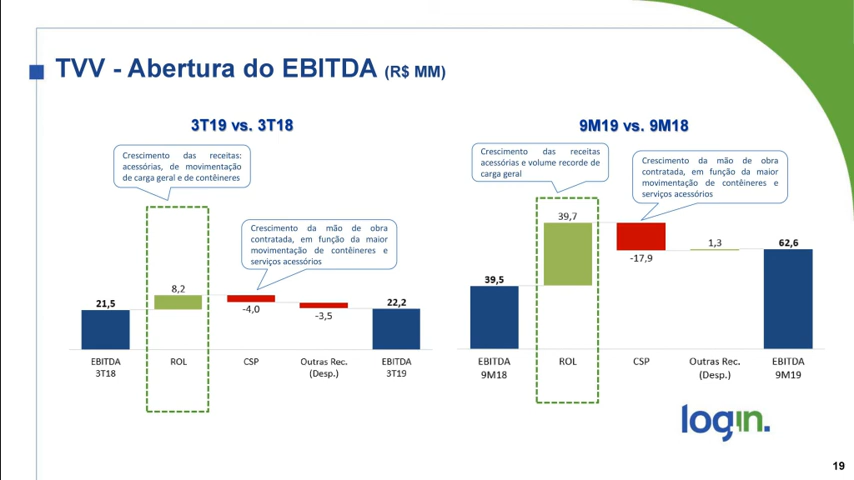 TVV - Abertura do EBITDA (R$ MM)
3T19 vs. 3T18
Crescimento das receitas:
acessórias, de movimentação
de carga geral e de contêineres
Crescimento da mão de obra
contratada, em função da maior
movimentação de contêineres e
serviços acessórios
21,5
8,2
-4,0
-3,5
22,2
EBITDA
3T18
ROL
CSP
Outras Rec.
(Desp.)
EBITDA
3T19
9M19 vs. 9M18
Crescimento das receitas
acessórias e volume recorde de
carga geral
Crescimento da mão de obra
contratada, em função da maior
movimentação de contêineres e
serviços acessórios
39,5
39,7
-17,9
1,3
62,6
EBITDA
9M18
ROL
CSP
Outras Rec.
(Desp.)
EBITDA
9M19
login.
19